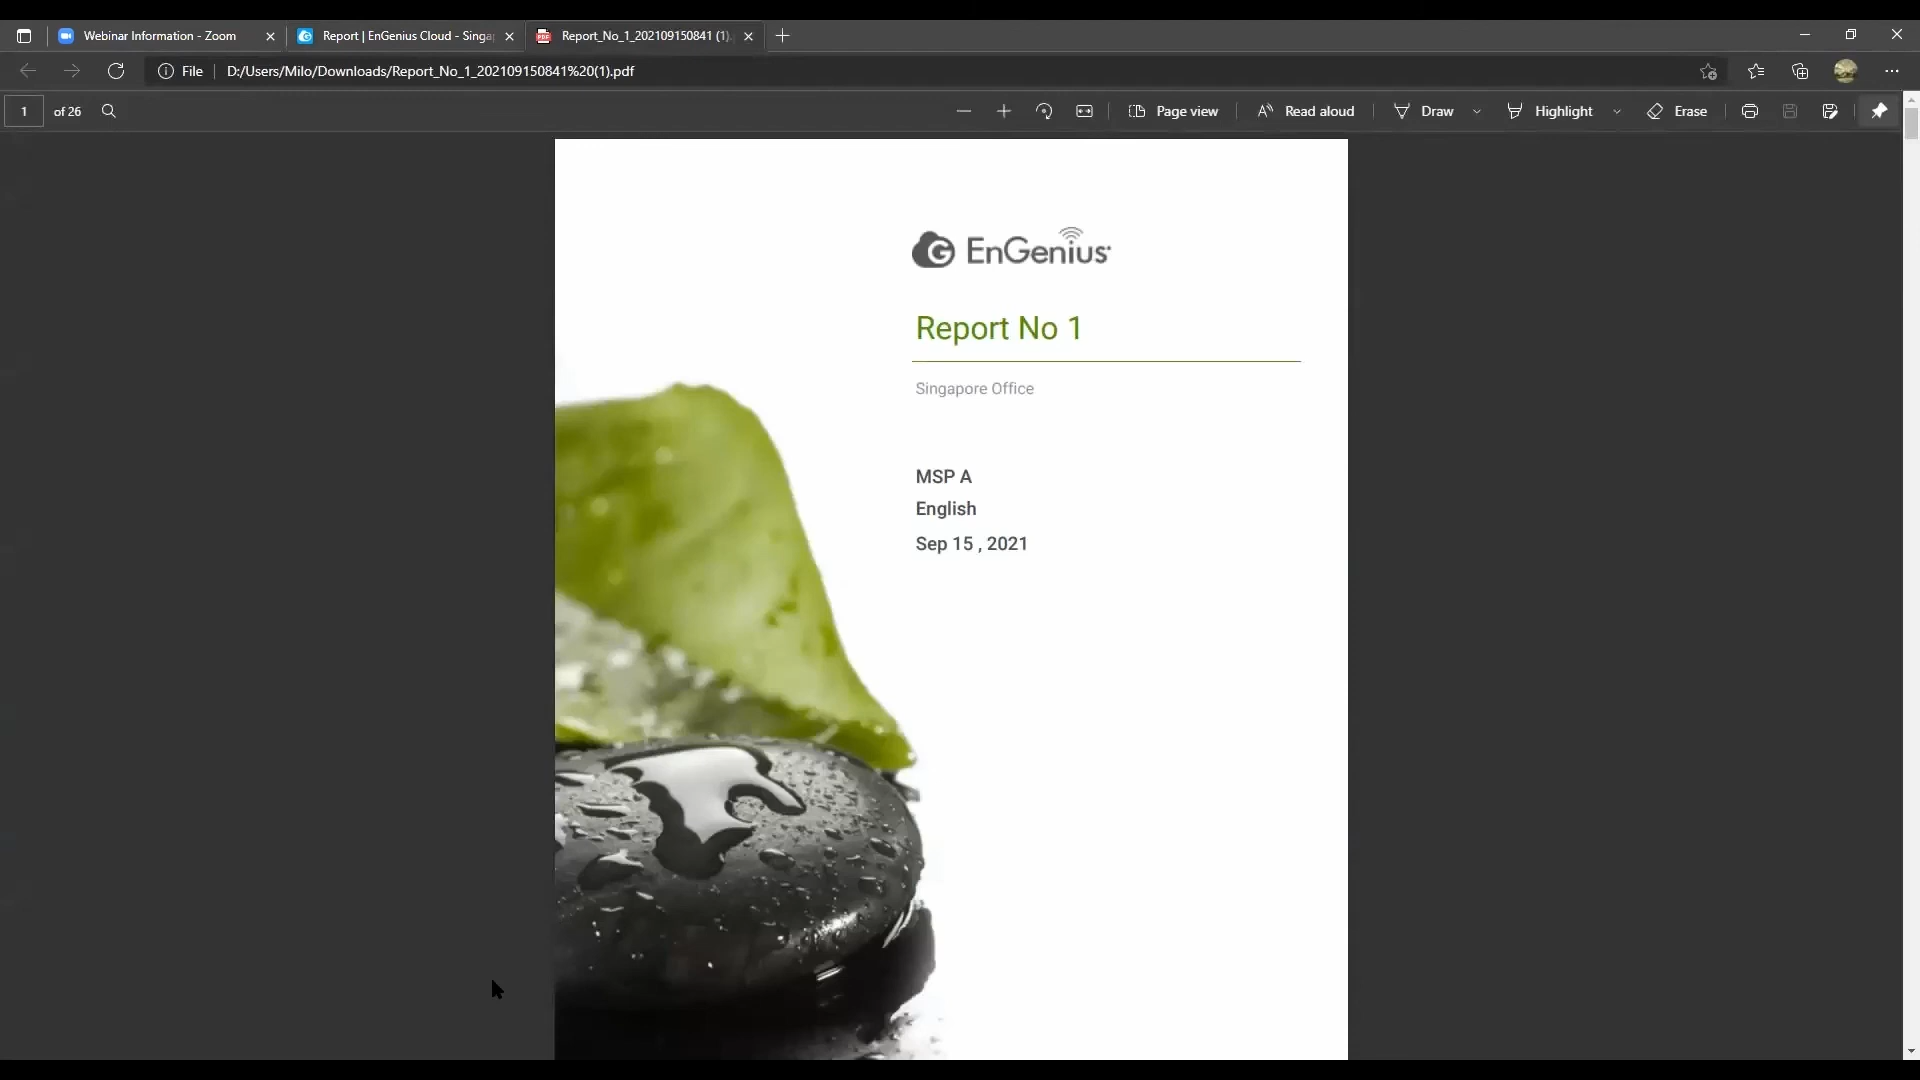 Webinar Information - Zoom
Report | EnGenius Cloud - Singa
Report_No_1_202109150841 (1).
File
D:/Users/Milo/Downloads/Report_No_1_202109150841%20(1).pdf
1
of 26
Page view
Read aloud
Draw
Highlight
Erase
EnGenius
Report No 1
Singapore Office
MSP A
English
Sep 15 , 2021